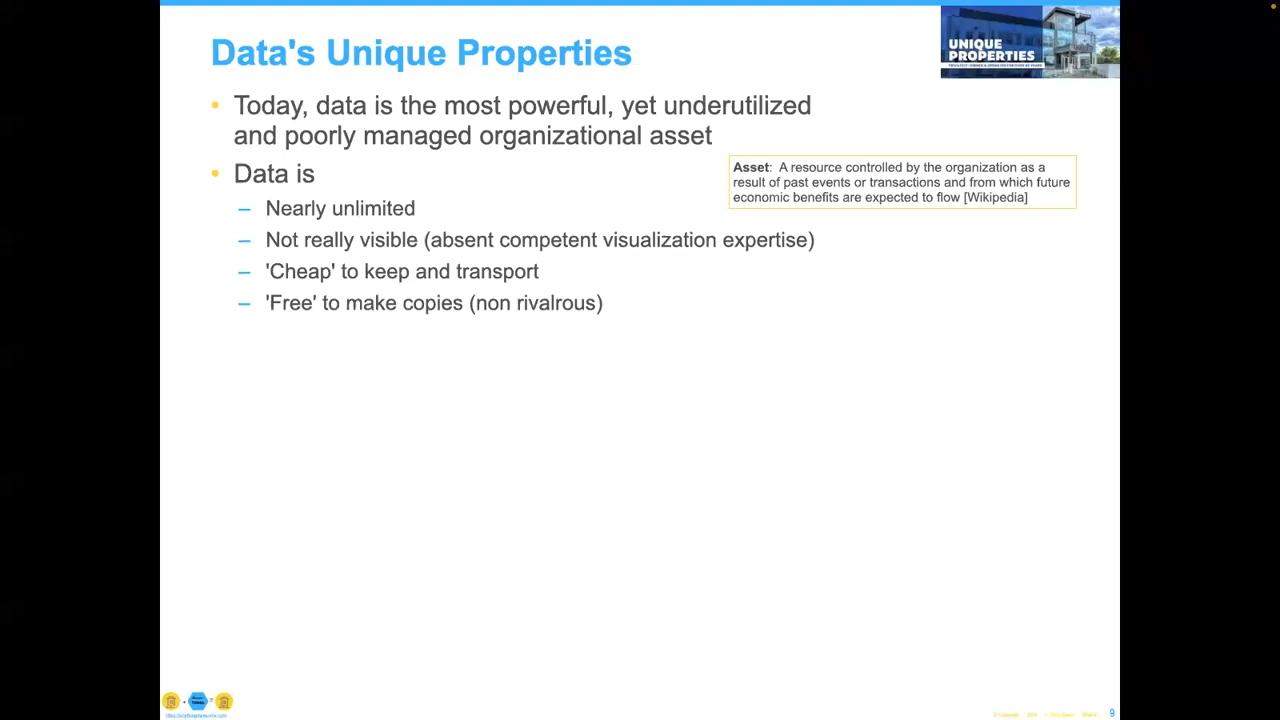 Data's Unique Properties
UNIQUE
PROPERTIES
• Today, data is the most powerful, yet underutilized
and poorly managed organizational asset
• Data is
Asset: A resource controlled by the organization as a
result of past events or transactions and from which future
economic benefits are expected to flow [Wikipedia]
– Nearly unlimited
– Not really visible (absent competent visualization expertise)
– 'Cheap' to keep and transport
– 'Free' to make copies (non rivalrous)
9